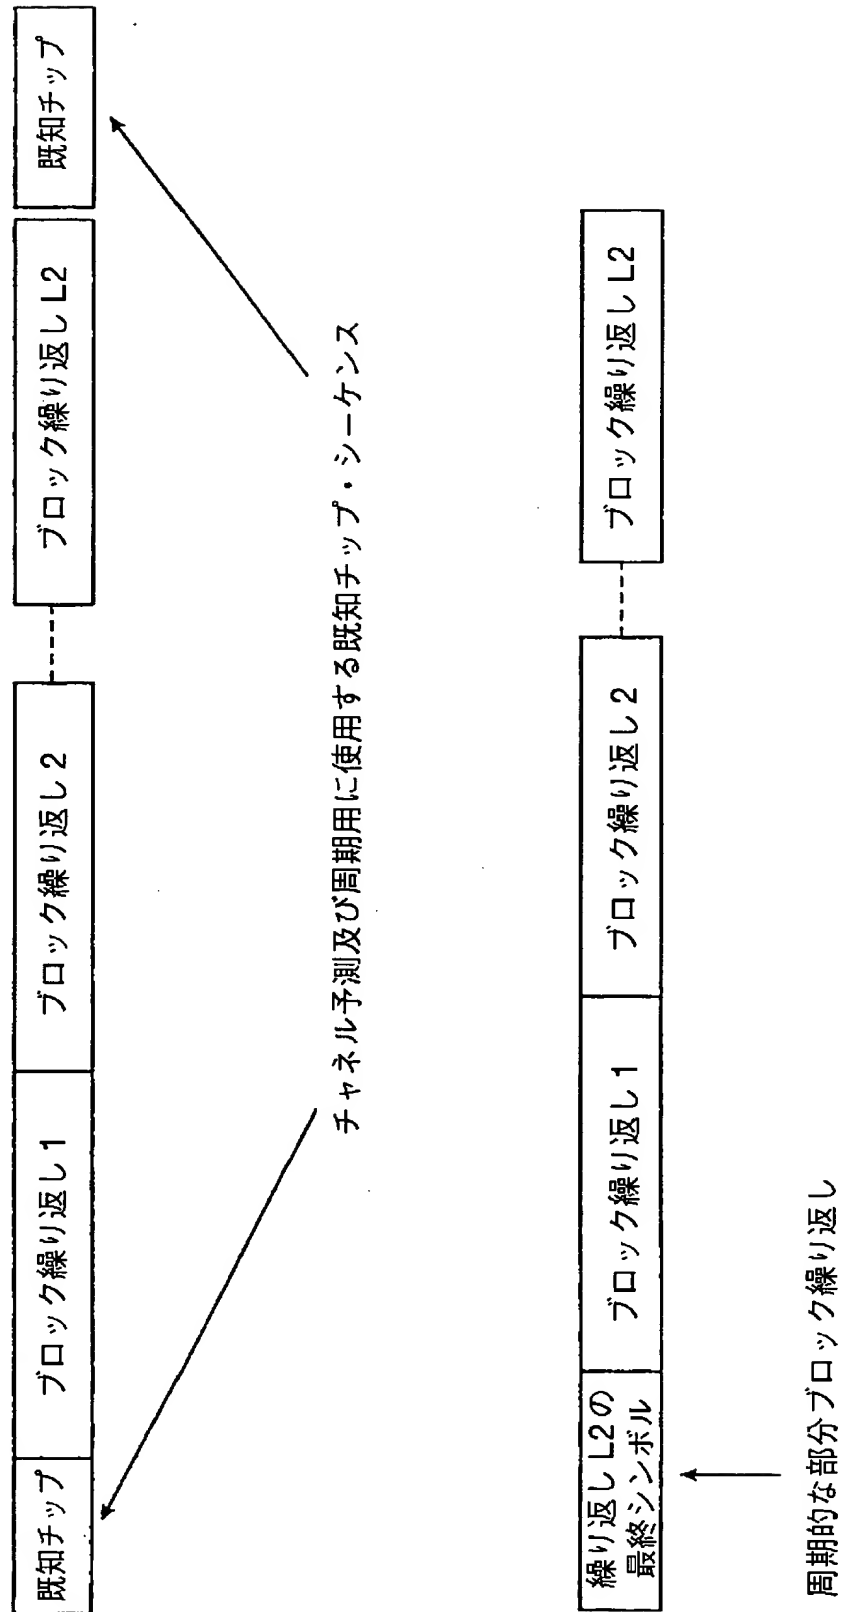 既知チップ
ブロック繰り返し1
ブロック繰り返し2
ブロック繰り返しL2
既知チップ
チャネル予測及び周期用に使用する既知チップ・シーケンス
繰り返しL2の
最終シンボル
ブロック繰り返し1
ブロック繰り返し2
ブロック繰り返しL2
周期的な部分ブロック繰り返し